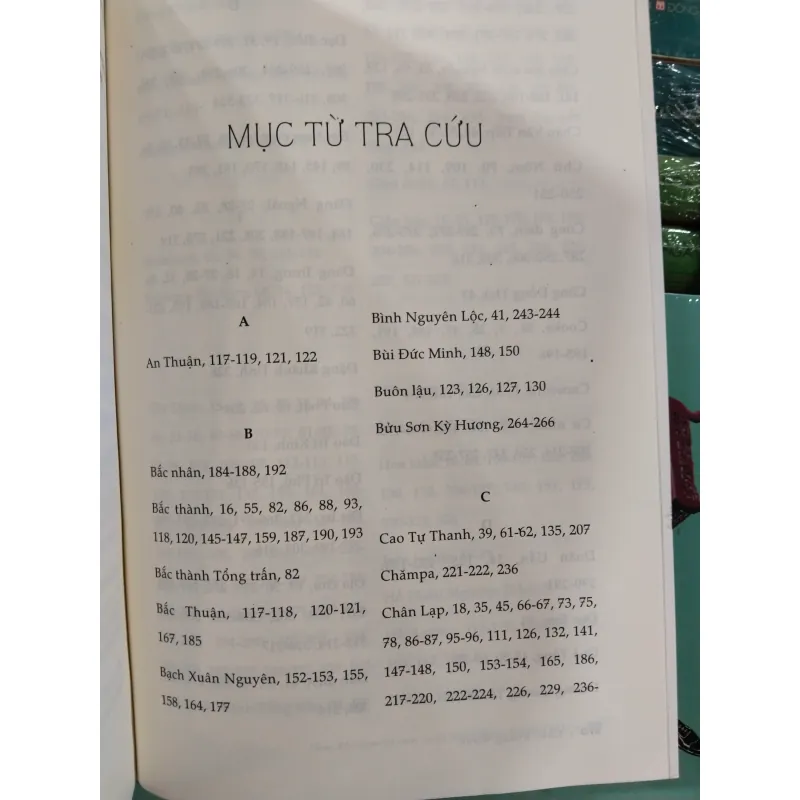 MỤC TỪ TRA CỨU
A
An Thuận, 117-119, 121, 122
B
Bắc nhân, 184-188, 192
Bắc thành, 16, 55, 82, 86, 88, 93,
118, 120, 145-147, 159, 187, 190, 193
Bắc thành Tổng trấn, 82
Bắc Thuận, 117-118, 120-121,
167, 185
Bạch Xuân Nguyên, 152-153, 155,
158, 164, 177
Bình Nguyên Lộc, 41, 243-244
Bùi Đức Minh, 148, 150
Buôn lậu, 123, 126, 127, 130
Bửu Sơn Kỳ Hương, 264-266
C
Cao Tự Thanh, 39, 61-62, 135, 207
Chămpa, 221-222, 236
Chân Lạp, 18, 35, 45, 66-67, 73, 75,
78, 86-87, 95-96, 111, 126, 132, 141,
147-148, 150, 153-154, 165, 186,
217-220, 222-224, 226, 229, 236-